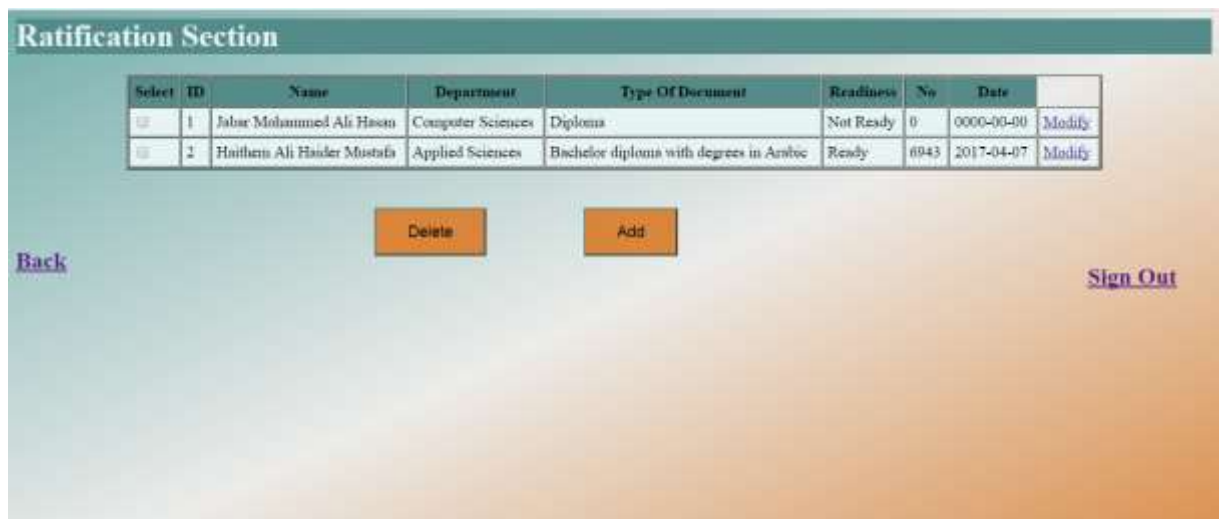 Ratification Section
Select ID Name Department Type Of Document Readiness No Date
1 Jabar Mohammed Ali Hasan Computer Sciences Diploma Not Ready 0 0000-00-00 Modify
2 Haithem Ali Haider Mustafa Applied Sciences Bachelor diploma with degrees in Arabic Ready 6943 2017-04-07 Modify
Delete Add
Back
Sign Out